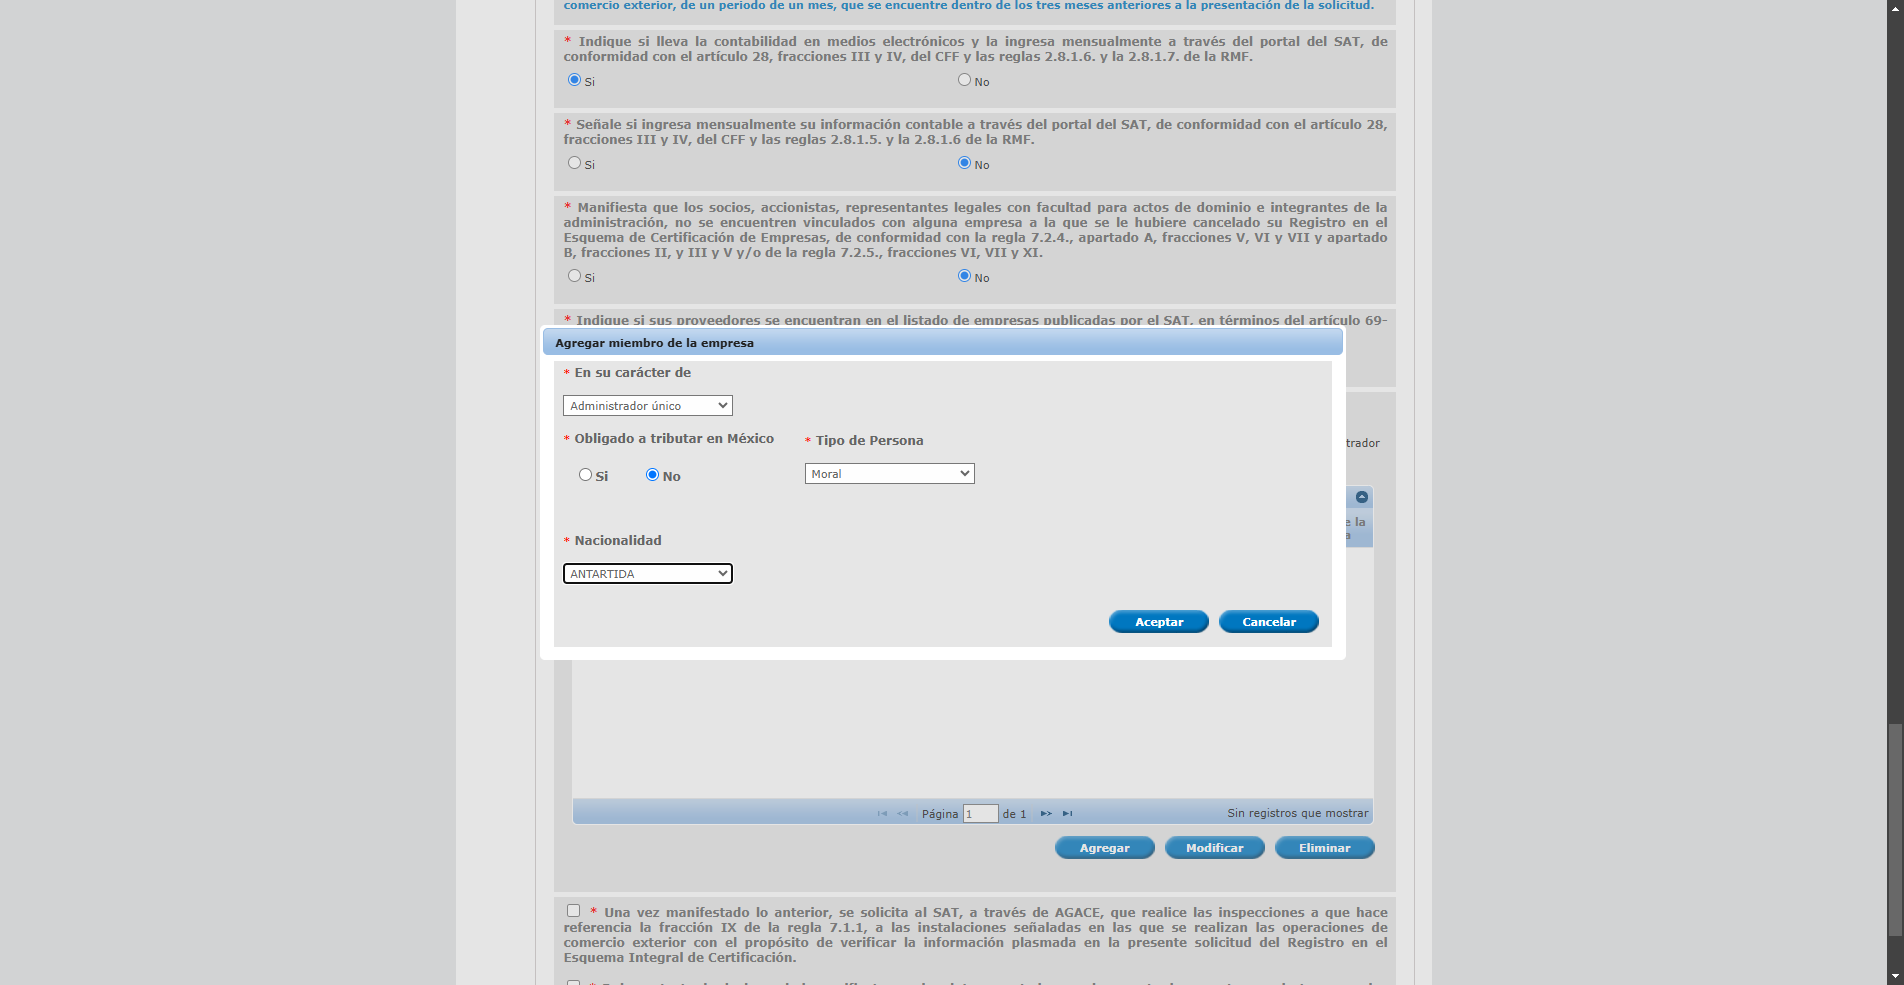 comercio exterior, de un periodo de un mes, que se encuentre dentro de los tres meses anteriores a la presentación de la solicitud.
* Indique si lleva la contabilidad en medios electrónicos y la ingresa mensualmente a través del portal del SAT, de
conformidad con el artículo 28, fracciones III y IV, del CFF y las reglas 2.8.1.6. y la 2.8.1.7. de la RMF.
Si No
* Señale si ingresa mensualmente su información contable a través del portal del SAT, de conformidad con el artículo 28,
fracciones III y IV, del CFF y las reglas 2.8.1.5. y la 2.8.1.6 de la RMF.
Si No
* Manifiesta que los socios, accionistas, representantes legales con facultad para actos de dominio e integrantes de la
administración, no se encuentren vinculados con alguna empresa a la que se le hubiere cancelado su Registro en el
Esquema de Certificación de Empresas, de conformidad con la regla 7.2.4., apartado A, fracciones V, VI y VII y apartado
B, fracciones II, y III y V y/o de la regla 7.2.5., fracciones VI, VII y XI.
Si No
* Indique si sus proveedores se encuentran en el listado de empresas publicadas por el SAT, en términos del artículo 69-
Agregar miembro de la empresa
* En su carácter de
Administrador único
* Obligado a tributar en México * Tipo de Persona
trador
Si No Moral
e la
a
* Nacionalidad
ANTARTIDA
Aceptar Cancelar
Página 1 de 1 Sin registros que mostrar
Agregar Modificar Eliminar
* Una vez manifestado lo anterior, se solicita al SAT, a través de AGACE, que realice las inspecciones a que hace
referencia la fracción IX de la regla 7.1.1, a las instalaciones señaladas en las que se realizan las operaciones de
comercio exterior con el propósito de verificar la información plasmada en la presente solicitud del Registro en el
Esquema Integral de Certificación.